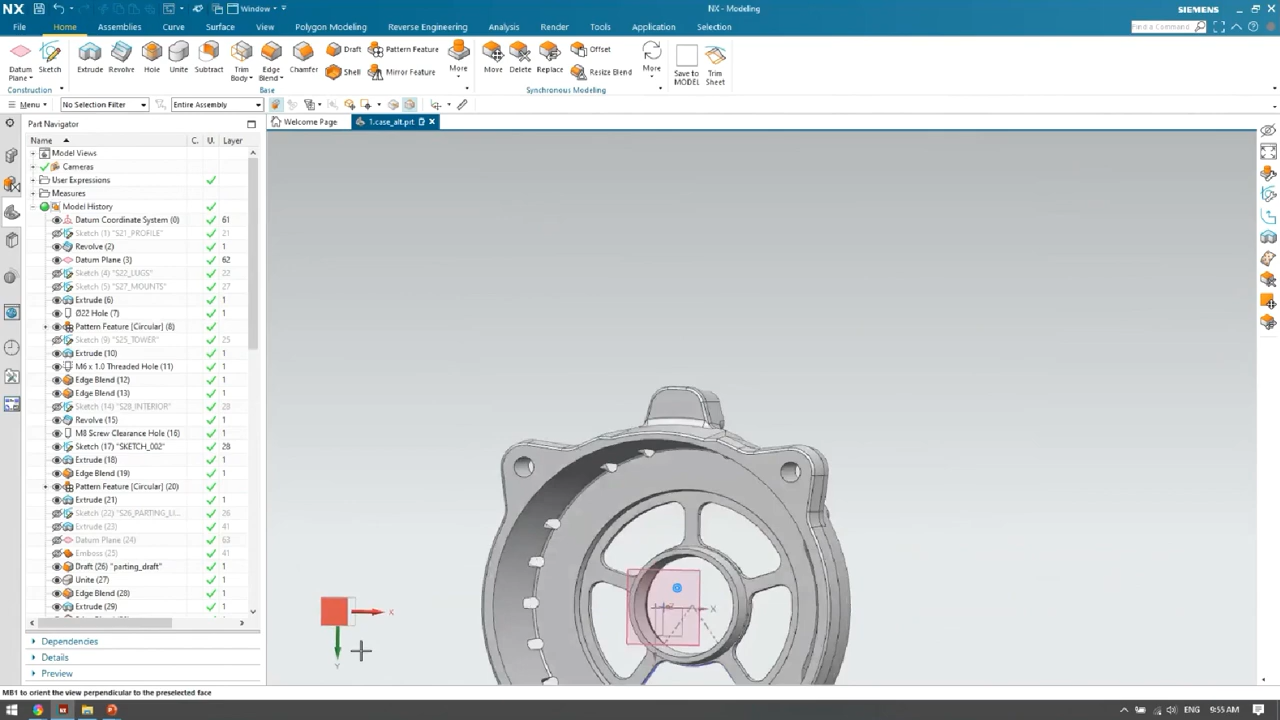 NX
Window
NX - Modeling
SIEMENS
File Home Assemblies Curve Surface View Polygon Modeling Reverse Engineering Analysis Render Tools Application Selection
Find a Command
Datum Plane
Sketch
Extrude
Revolve
Hole
Unite
Subtract
Trim Body
Edge Blend
Chamfer
Draft
Shell
Pattern Feature
Mirror Feature
More
Move
Delete
Replace
Offset
Resize Blend
More
Save to MODEL
Trim Sheet
Construction
Base
Synchronous Modeling
Menu
No Selection Filter
Entire Assembly
Part Navigator
Welcome Page
1.case_alt.prt
Name C. U. Layer
Model Views
Cameras
User Expressions
Measures
Model History
Datum Coordinate System (0) 61
Sketch (1) "S21_PROFILE" 21
Revolve (2) 1
Datum Plane (3) 62
Sketch (4) "S22_LUGS" 22
Sketch (5) "S27_MOUNTS" 27
Extrude (6) 1
Ø22 Hole (7) 1
Pattern Feature [Circular] (8)
Sketch (9) "S25_TOWER" 25
Extrude (10) 1
M6 x 1.0 Threaded Hole (11) 1
Edge Blend (12) 1
Edge Blend (13) 1
Sketch (14) "S28_INTERIOR" 28
Revolve (15) 1
M8 Screw Clearance Hole (16) 1
Sketch (17) "SKETCH_002" 28
Extrude (18) 1
Edge Blend (19) 1
Pattern Feature [Circular] (20) 1
Extrude (21) 1
Sketch (22) "S26_PARTING_LI... 26
Extrude (23) 41
Datum Plane (24) 63
Emboss (25) 41
Draft (26) "parting_draft" 1
Unite (27) 1
Edge Blend (28) 1
Extrude (29) 1
Dependencies
Details
Preview
X
Y
X
MB1 to orient the view perpendicular to the preselected face
ENG 9:55 AM